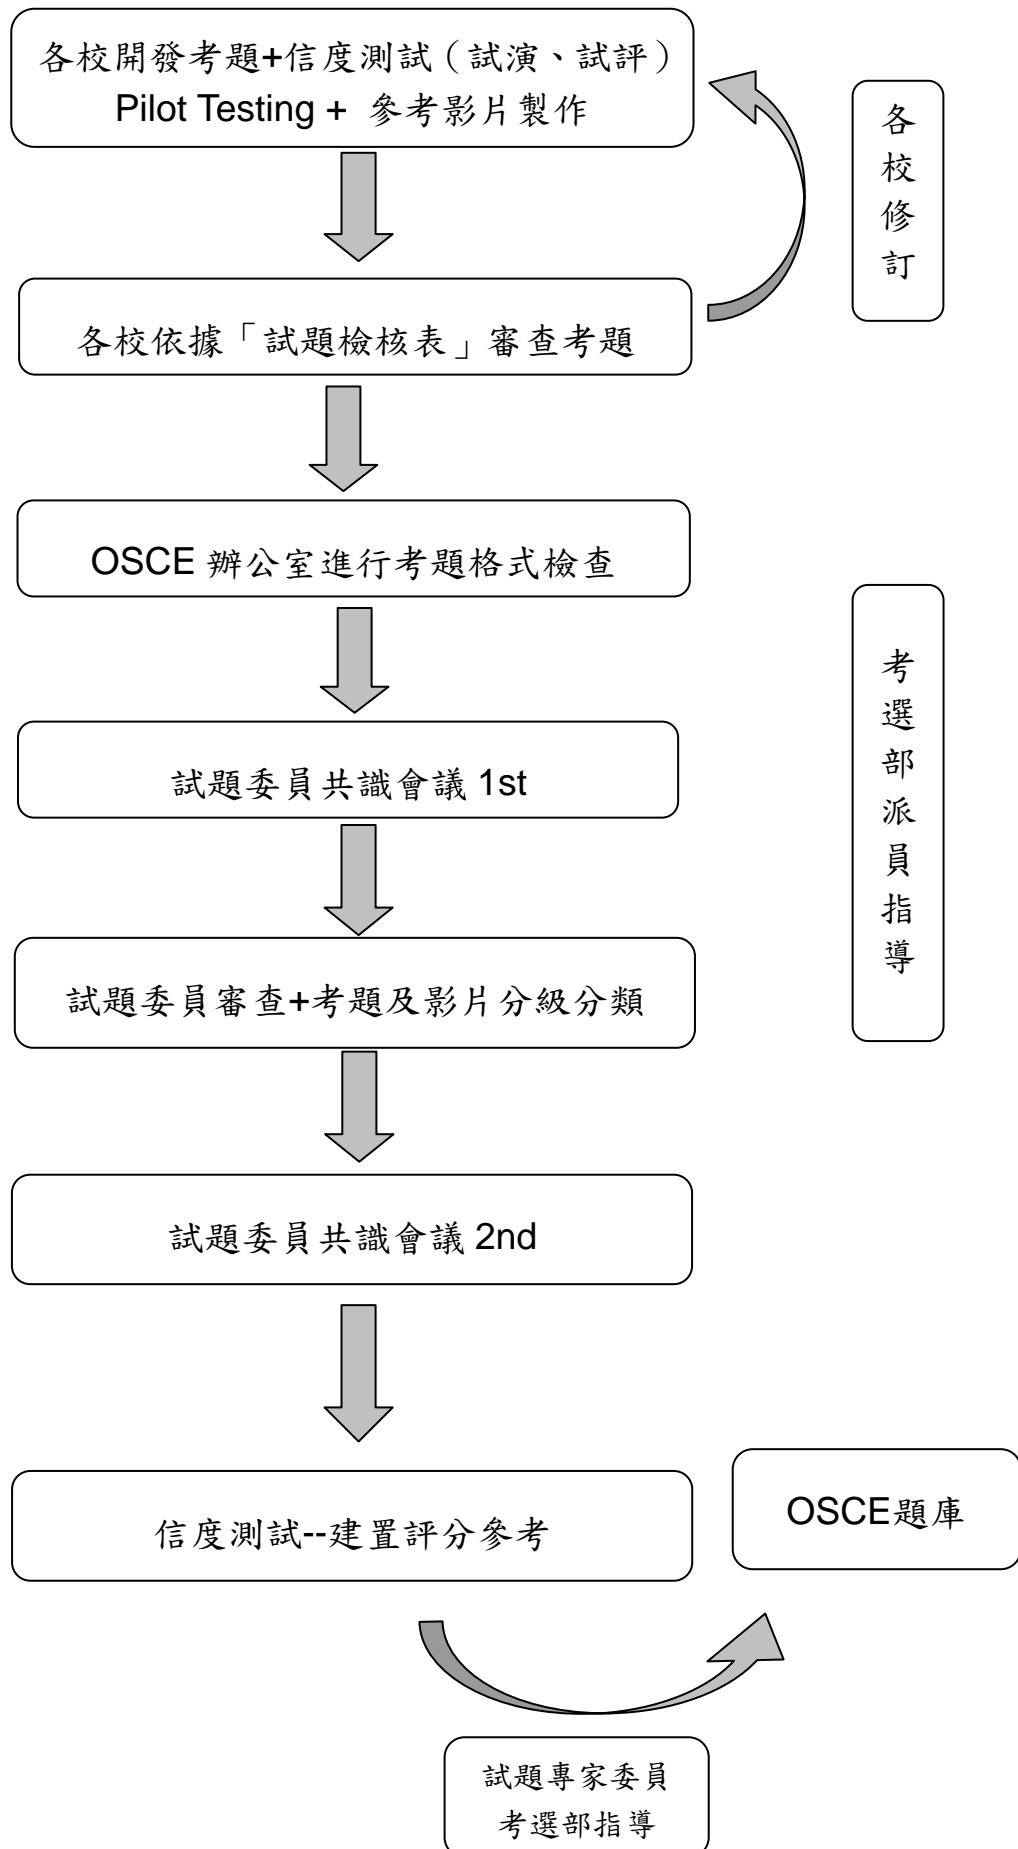 各校開發考題+信度測試（試演、試評）
Pilot Testing + 參考影片製作
各校修訂
各校依據「試題檢核表」審查考題
OSCE 辦公室進行考題格式檢查
考選部派員指導
試題委員共識會議 1st
試題委員審查+考題及影片分級分類
試題委員共識會議 2nd
信度測試--建置評分參考
OSCE題庫
試題專家委員
考選部指導